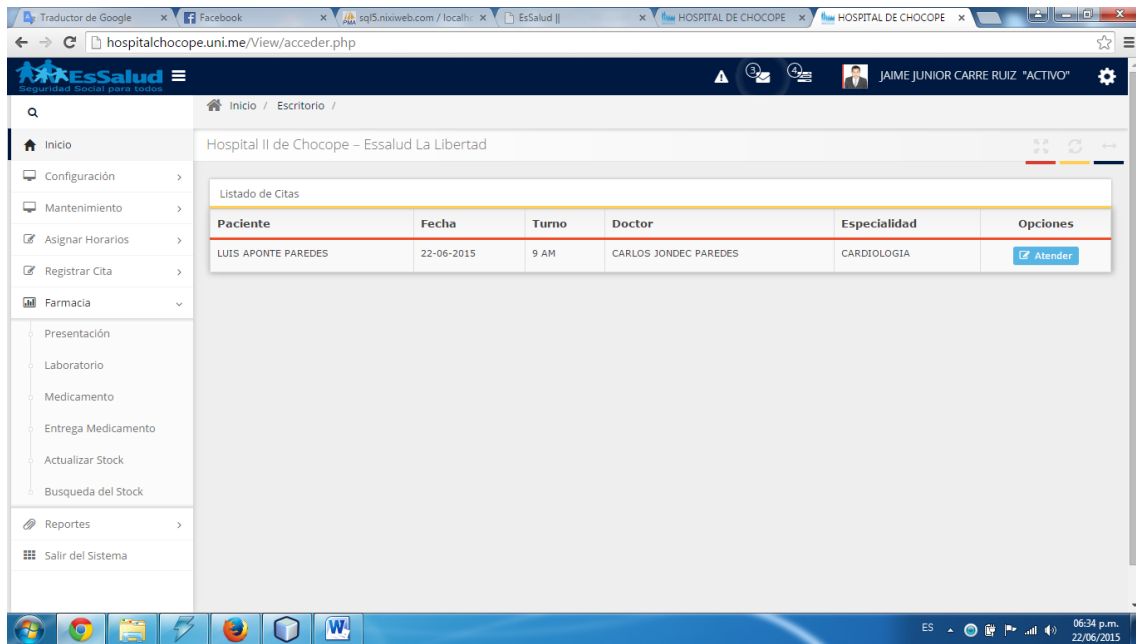 Traductor de Google
Facebook
sql5.nixiweb.com / localho
EsSalud ||
HOSPITAL DE CHOCOPE
HOSPITAL DE CHOCOPE
hospitalchocope.uni.me/View/acceder.php
EsSalud
Seguridad Social para todos
3
4
JAIME JUNIOR CARRE RUIZ "ACTIVO"
Inicio / Escritorio /
Inicio
Hospital II de Chocope – Essalud La Libertad
Configuración
Mantenimiento
Asignar Horarios
Registrar Cita
Farmacia
Presentación
Laboratorio
Medicamento
Entrega Medicamento
Actualizar Stock
Busqueda del Stock
Reportes
Salir del Sistema
Listado de Citas
Paciente Fecha Turno Doctor Especialidad Opciones
LUIS APONTE PAREDES 22-06-2015 9 AM CARLOS JONDEC PAREDES CARDIOLOGIA Atender
ES
06:34 p.m.
22/06/2015